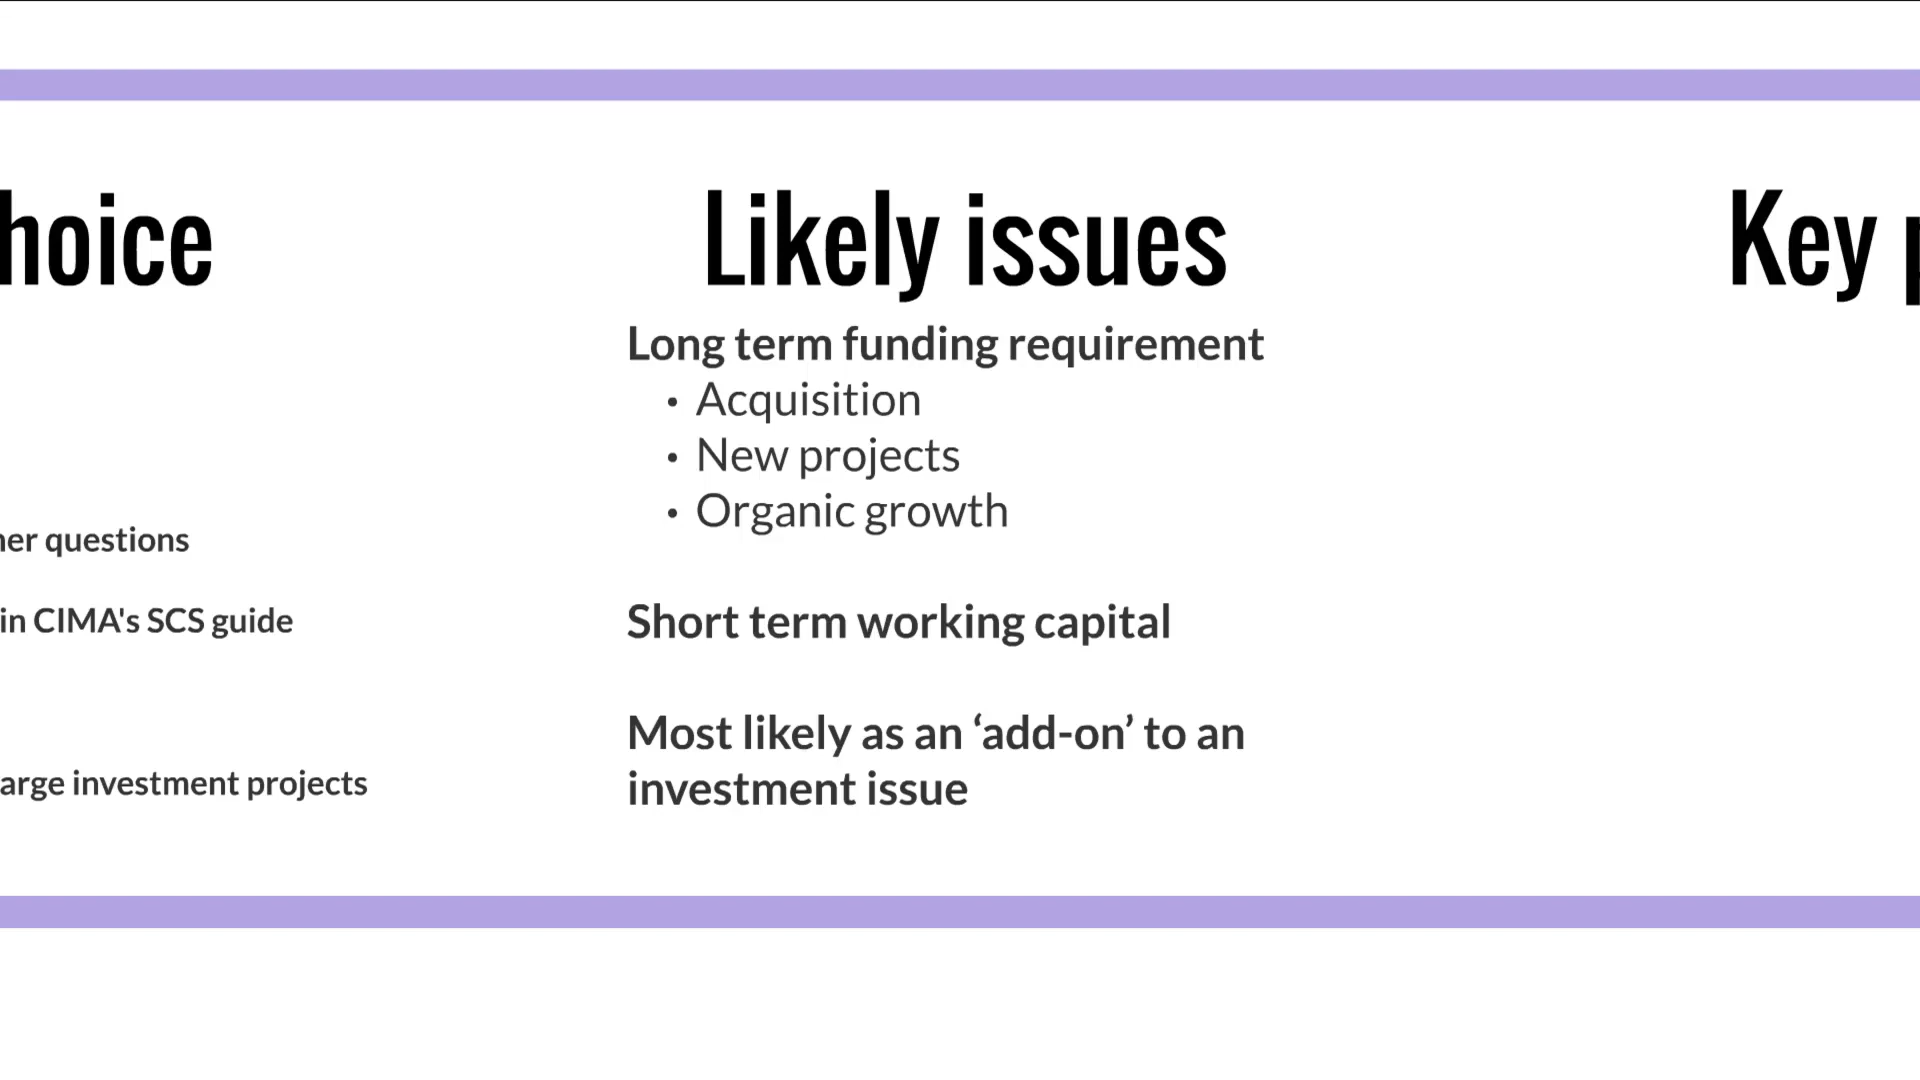 hoice
ner questions
in CIMA's SCS guide
arge investment projects
Likely issues
Long term funding requirement
• Acquisition
• New projects
• Organic growth
Short term working capital
Most likely as an ‘add-on’ to an
investment issue
Key p